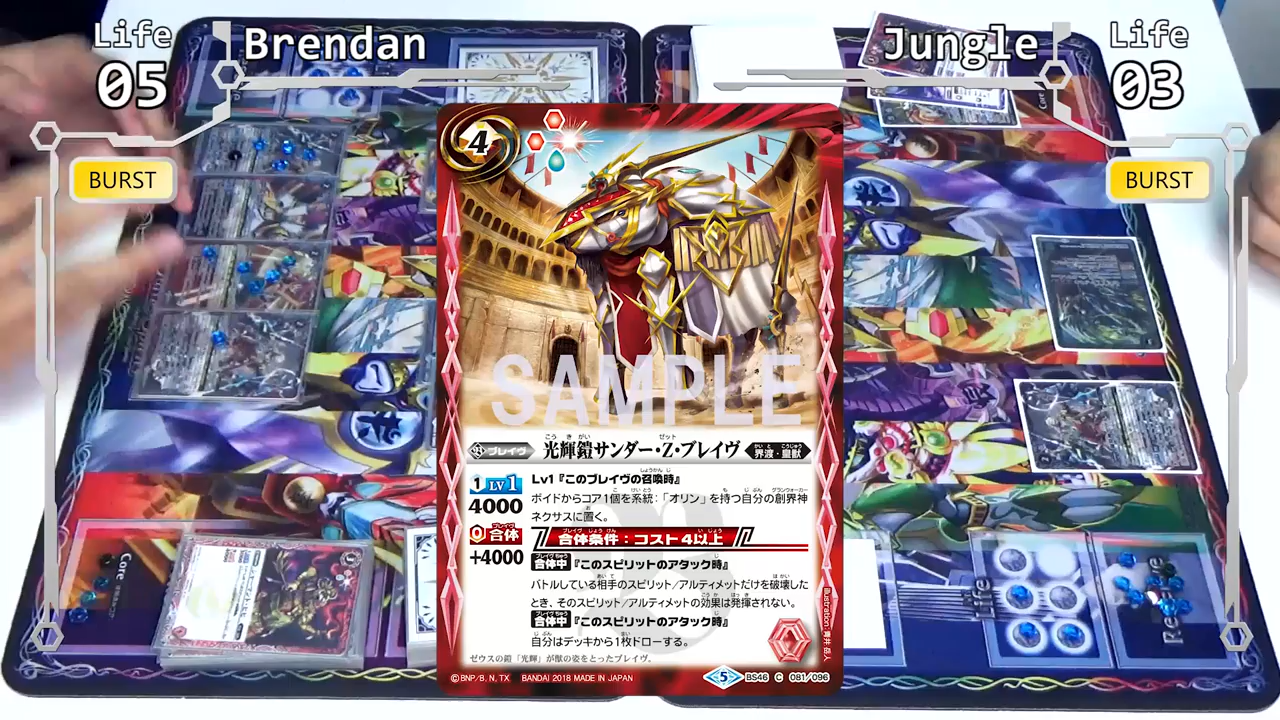 Life
05
Brendan
Jungle
Life
03
BURST
BURST
4
SAMPLE
ブレイヴ
光輝鎧サンダー・Z・ブレイヴ
界渡・皇獣
1 LV1
4000
Lv1『このブレイヴの召喚時』
ボイドからコア1個を系統:「オリン」を持つ自分の創界神
ネクサスに置く。
合体
+4000
合体条件:コスト4以上
合体中『このスピリットのアタック時』
バトルしている相手のスピリット/アルティメットだけを破壊した
とき、そのスピリット/アルティメットの効果は発揮されない。
合体中『このスピリットのアタック時』
自分はデッキから1枚ドローする。
ゼウスの鎧「光輝」が獣の姿をとったブレイヴ。
©BNP/B, N, TX BANDAI 2018 MADE IN JAPAN
5 BS46 C 081/096
Core
Life